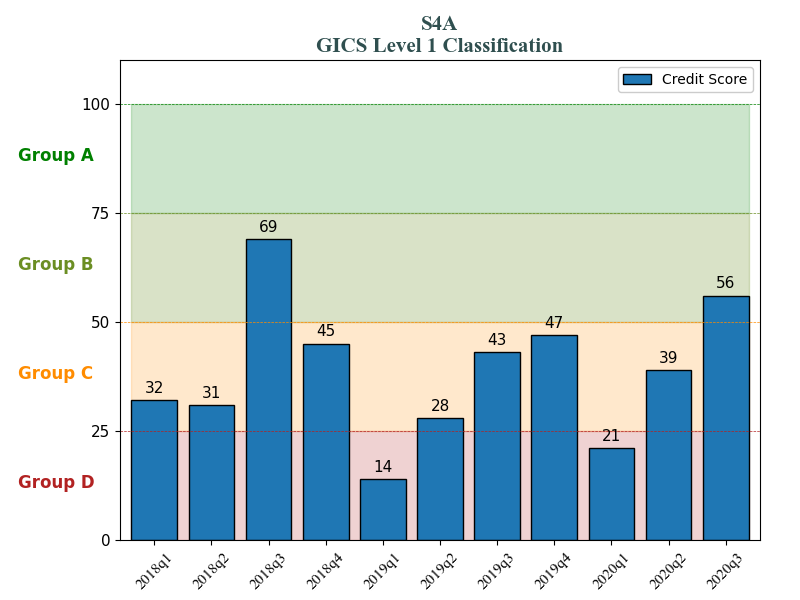 S4A
GICS Level 1 Classification
Credit Score
100
Group A
75
69
Group B
56
50
47
45
43
39
Group C
32
31
28
25
21
14
Group D
0
2018q1
2018q2
2018q3
2018q4
2019q1
2019q2
2019q3
2019q4
2020q1
2020q2
2020q3